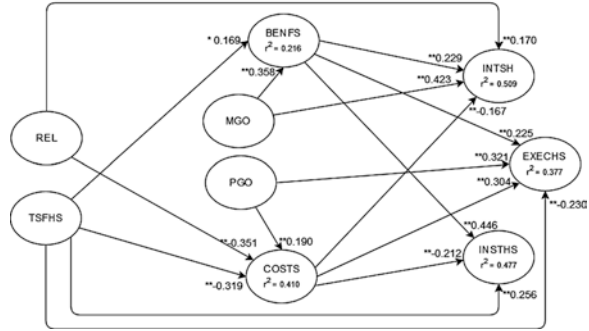 **0.170
* 0.169
BENFS
r² = 0.216
**0.229
INTSH
r² = 0.509
**0.358
**0.423
**-0.167
MGO
REL
**0.225
EXECHS
r² = 0.377
**0.321
**0.304
PGO
**-0.230
TSFHS
**0.446
**-0.351
**0.190
**-0.212
INSTHS
r² = 0.477
COSTS
r² = 0.410
**-0.319
**0.256